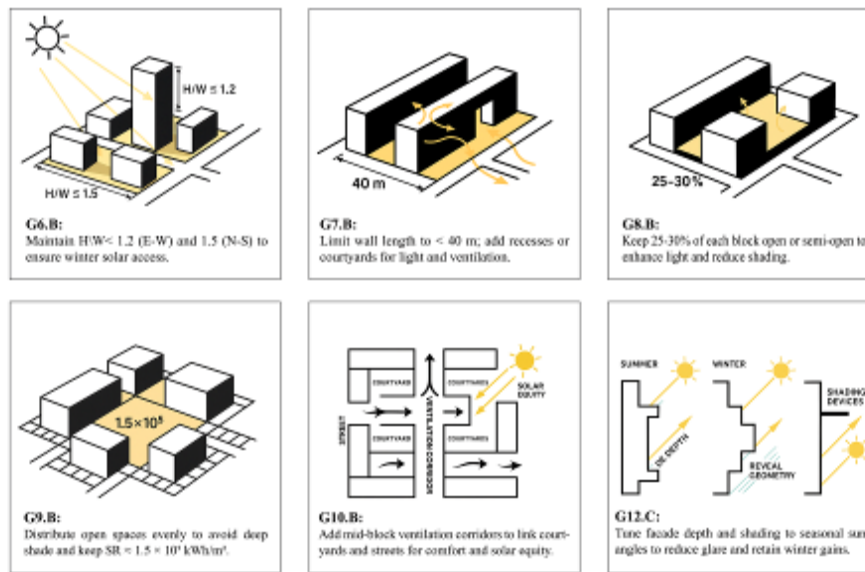 H/W ≤ 1.2
H/W ≤ 1.5
G6.B:
Maintain H\W< 1.2 (E-W) and 1.5 (N-S) to
ensure winter solar access.
40 m
G7.B:
Limit wall length to < 40 m; add recesses or
courtyards for light and ventilation.
25-30%
G8.B:
Keep 25-30% of each block open or semi-open to
enhance light and reduce shading.
1.5×10⁵
G9.B:
Distribute open spaces evenly to avoid deep
shade and keep SR ≈ 1.5 × 10⁵ kWh/m².
COURTYARD
COURTYARDS
SOLAR
EQUITY
STREET
VENTILATION CORRIDOR
COURTYARD
COURTYARDS
G10.B:
Add mid-block ventilation corridors to link court-
yards and streets for comfort and solar equity.
SUMMER
WINTER
SHADING
DEVICES
DE DEPTH
REVEAL
GEOMETRY
G12.C:
Tune facade depth and shading to seasonal sun
angles to reduce glare and retain winter gains.